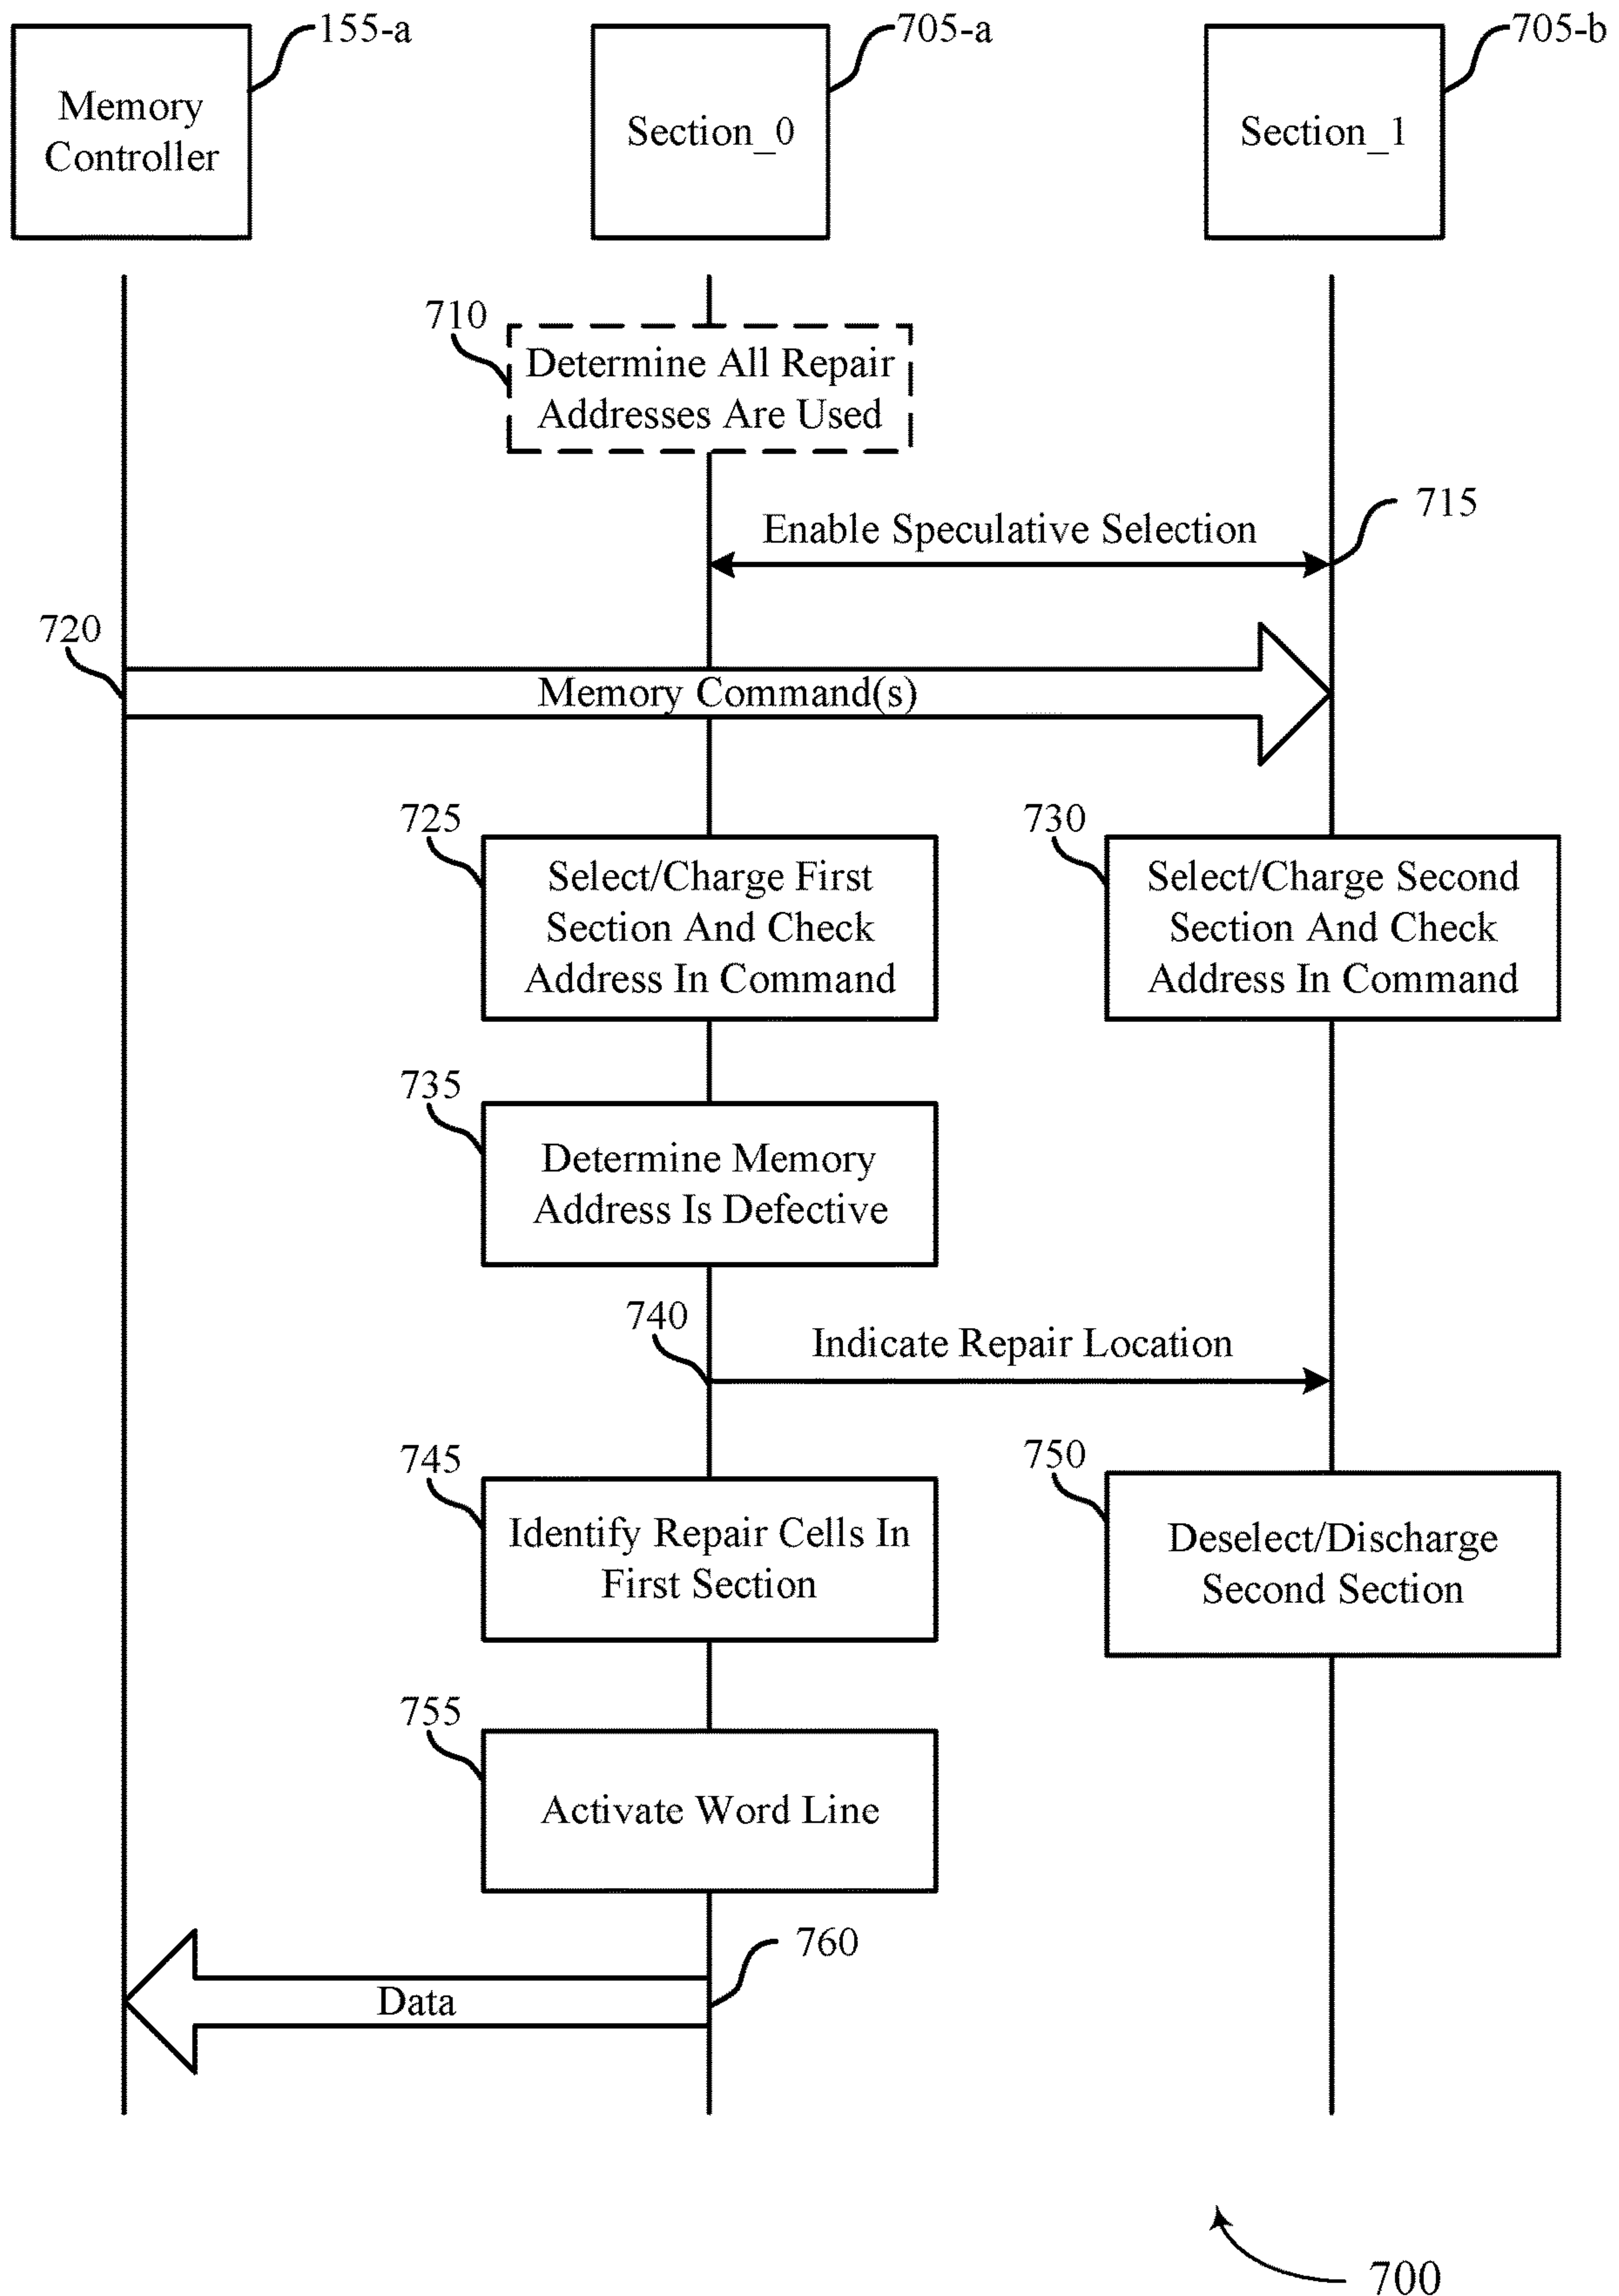 155-a
705-a
705-b
Memory
Controller
Section_0
Section_1
710
Determine All Repair
Addresses Are Used
715
Enable Speculative Selection
720
Memory Command(s)
725
730
Select/Charge First
Section And Check
Address In Command
Select/Charge Second
Section And Check
Address In Command
735
Determine Memory
Address Is Defective
740
Indicate Repair Location
745
750
Identify Repair Cells In
First Section
Deselect/Discharge
Second Section
755
Activate Word Line
760
Data
700